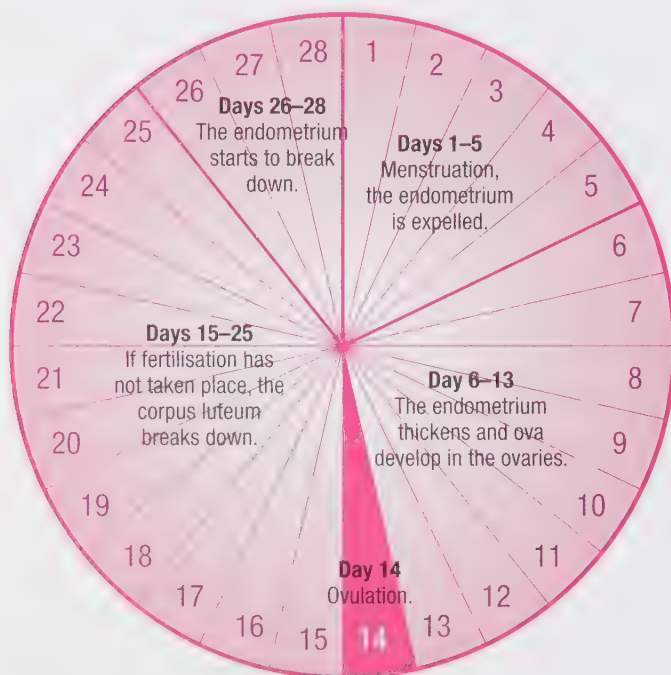 1
2
3
4
5
6
7
8
9
10
11
12
13
14
15
16
17
18
19
20
21
22
23
24
25
26
27
28
Days 1–5
Menstruation,
the endometrium
is expelled.
Day 6–13
The endometrium
thickens and ova
develop in the ovaries.
Day 14
Ovulation.
Days 15–25
If fertilisation has
not taken place, the
corpus luteum
breaks down.
Days 26–28
The endometrium
starts to break
down.